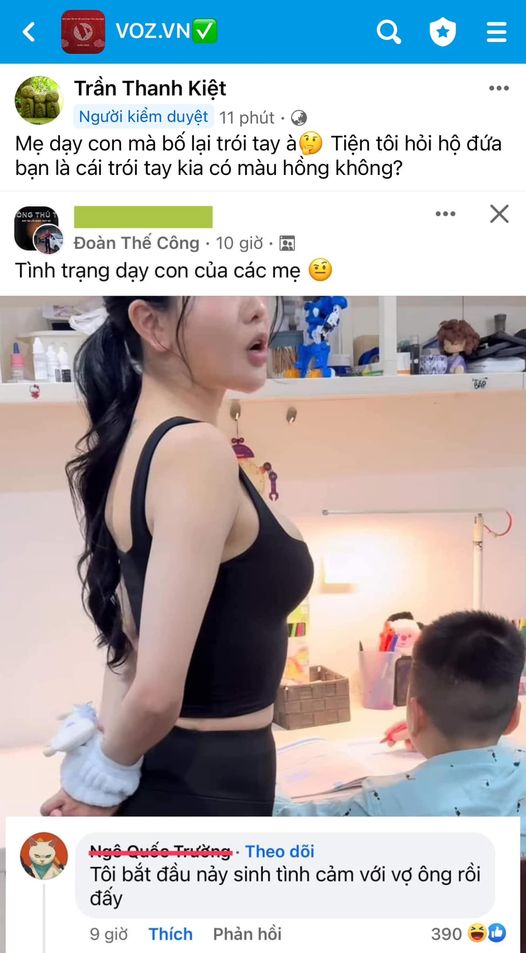 VOZ.VN✅
Trần Thanh Kiệt
Người kiểm duyệt 11 phút ·
Mẹ dạy con mà bố lại trói tay à🤔 Tiện tôi hỏi hộ đứa
bạn là cái trói tay kia có màu hồng không?
Đoàn Thế Công · 10 giờ ·
Tình trạng dạy con của các mẹ 🤨
Ngô Quốc Trường · Theo dõi
Tôi bắt đầu nảy sinh tình cảm với vợ ông rồi
đấy
9 giờ Thích Phản hồi 390